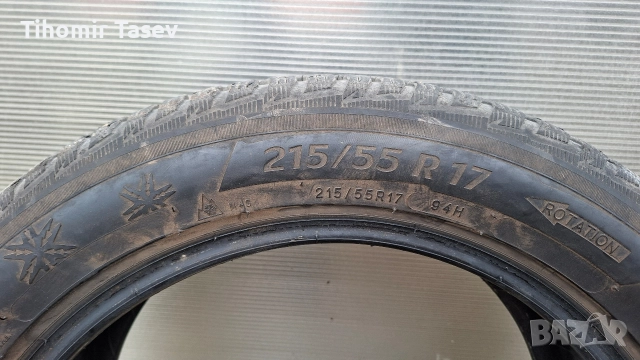 Tihomir Tasev
215/55 R 17
M+S 215/55R17 94H
ROTATION
BAZAR